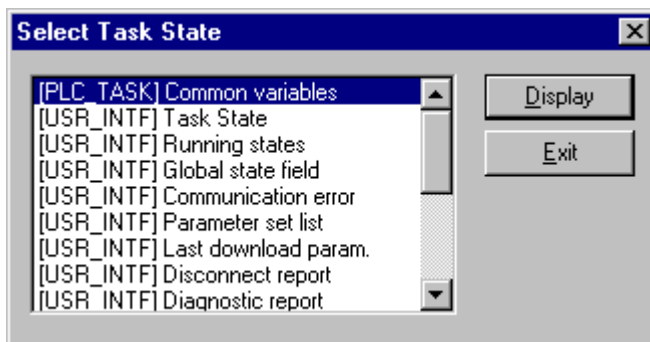 Select Task State
[PLC_TASK] Common variables
[USR_INTF] Task State
[USR_INTF] Running states
[USR_INTF] Global state field
[USR_INTF] Communication error
[USR_INTF] Parameter set list
[USR_INTF] Last download param.
[USR_INTF] Disconnect report
[USR_INTF] Diagnostic report
Display
Exit